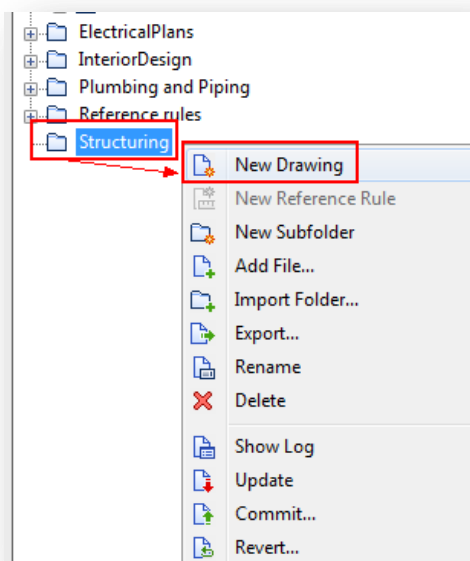 ElectricalPlans
InteriorDesign
Plumbing and Piping
Reference rules
Structuring
New Drawing
New Reference Rule
New Subfolder
Add File...
Import Folder...
Export...
Rename
Delete
Show Log
Update
Commit...
Revert...